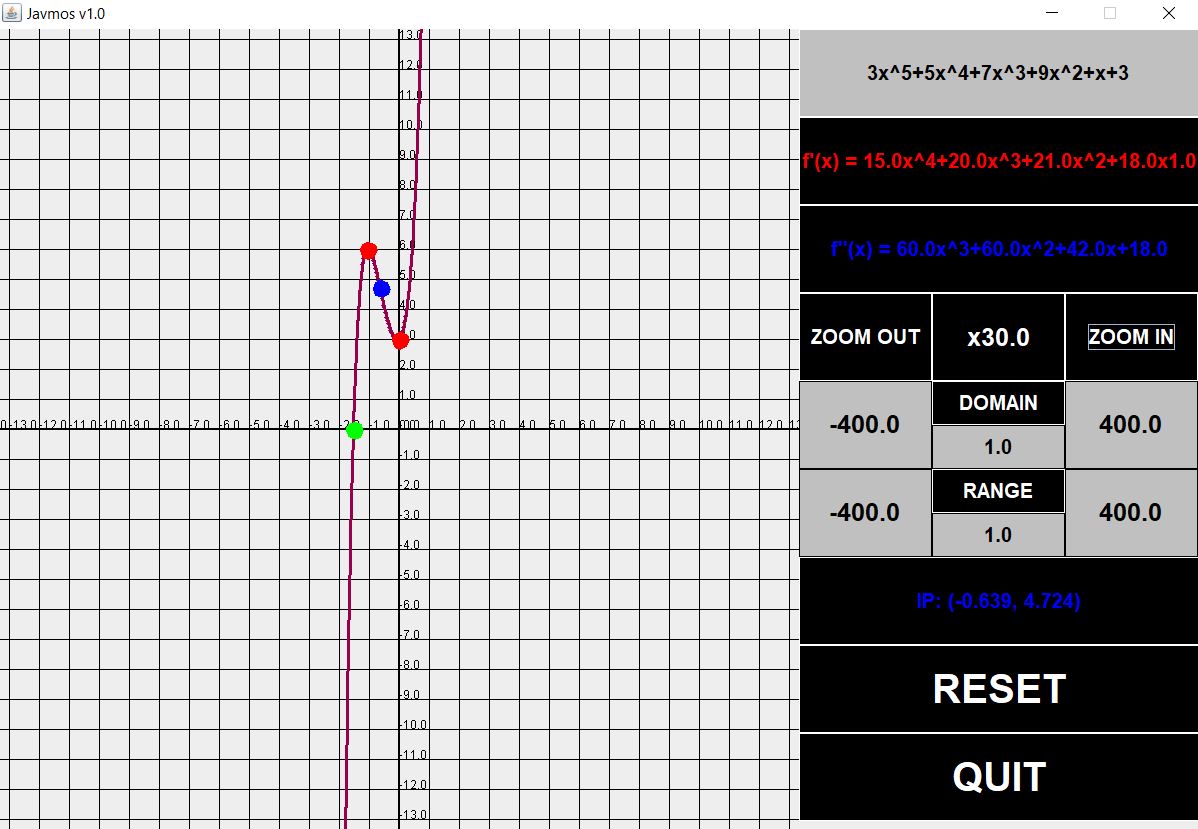 Javmos v1.0
3x^5+5x^4+7x^3+9x^2+x+3
f'(x) = 15.0x^4+20.0x^3+21.0x^2+18.0x1.0
f''(x) = 60.0x^3+60.0x^2+42.0x+18.0
ZOOM OUT x30.0 ZOOM IN
-400.0 DOMAIN 400.0
1.0
-400.0 RANGE 400.0
1.0
IP: (-0.639, 4.724)
RESET
QUIT
13.0
12.0
11.0
10.0
9.0
8.0
7.0
6.0
5.0
4.0
2.0
1.0
-13.0 -12.0 -11.0 -10.0 -9.0 -8.0 -7.0 -6.0 -5.0 -4.0 -3.0 -1.0 0.0 1.0 2.0 3.0 4.0 5.0 6.0 7.0 8.0 9.0 10.0 11.0 12.0
-1.0
-2.0
-3.0
-4.0
-5.0
-6.0
-7.0
-8.0
-9.0
-10.0
-11.0
-12.0
-13.0